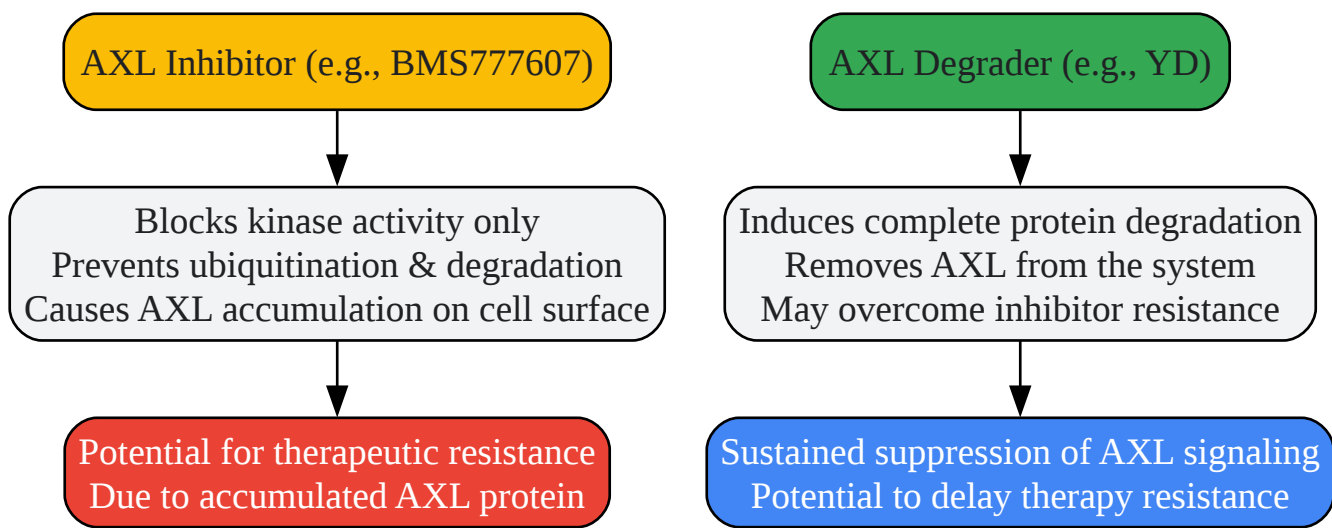 AXL Inhibitor (e.g., BMS777607)
Blocks kinase activity only
Prevents ubiquitination & degradation
Causes AXL accumulation on cell surface
Potential for therapeutic resistance
Due to accumulated AXL protein
AXL Degrader (e.g., YD)
Induces complete protein degradation
Removes AXL from the system
May overcome inhibitor resistance
Sustained suppression of AXL signaling
Potential to delay therapy resistance